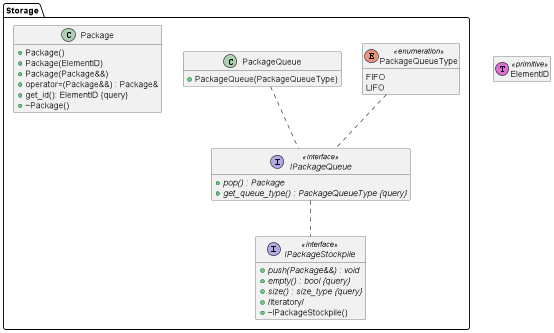 Storage
C Package
Package()
Package(ElementID)
Package(Package&&)
operator=(Package&&) : Package&
get_id(): ElementID {query}
~Package()
C PackageQueue
PackageQueue(PackageQueueType)
«enumeration»
E PackageQueueType
FIFO
LIFO
«primitive»
T ElementID
«interface»
I IPackageQueue
pop() : Package
get_queue_type() : PackageQueueType {query}
«interface»
I IPackageStockpile
push(Package&&) : void
empty() : bool {query}
size() : size_type {query}
/iteratory/
~IPackageStockpile()